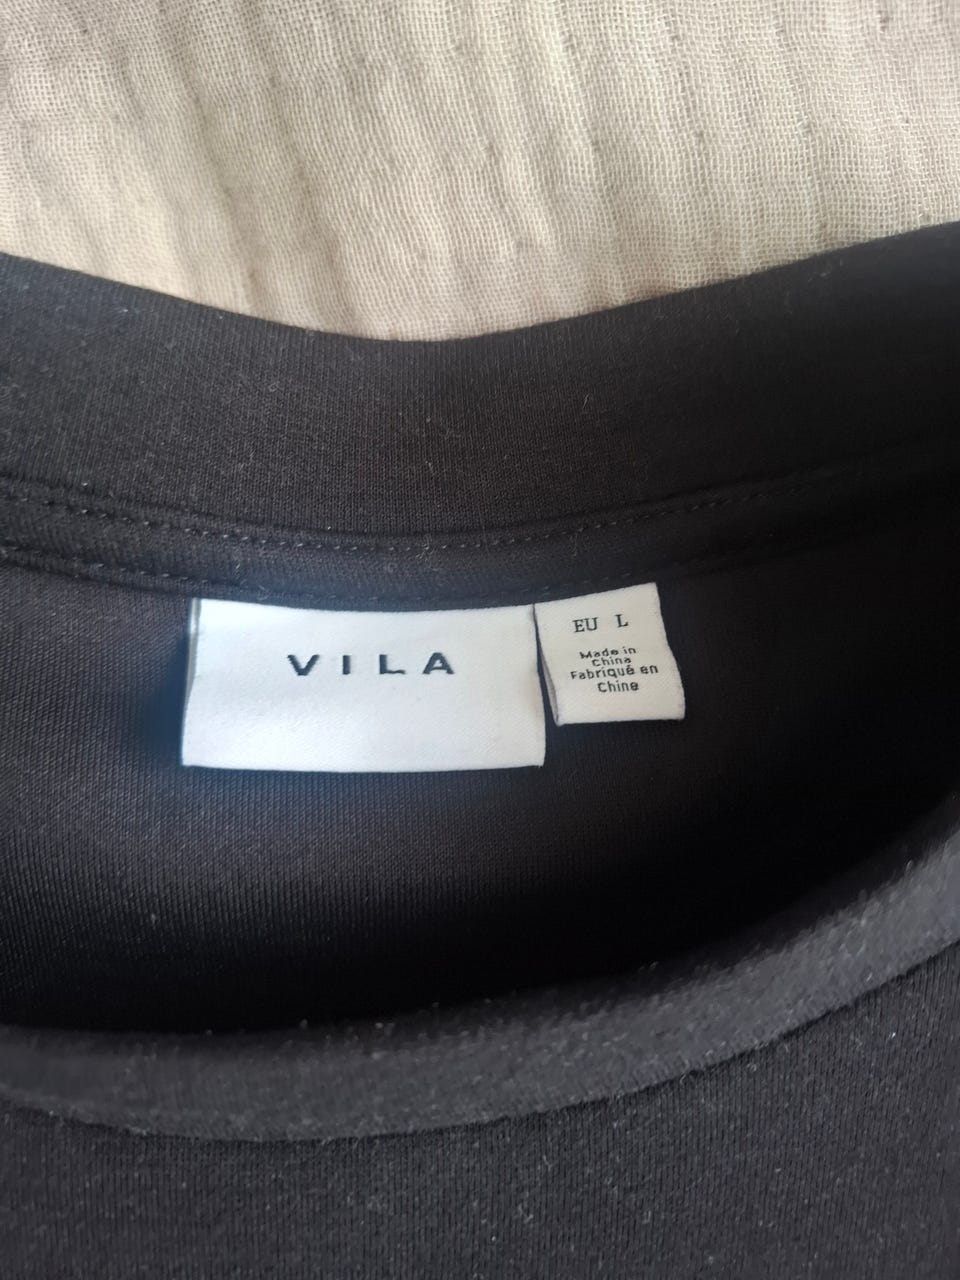 VILA
EU L
Made in
China
Fabriqué en
Chine